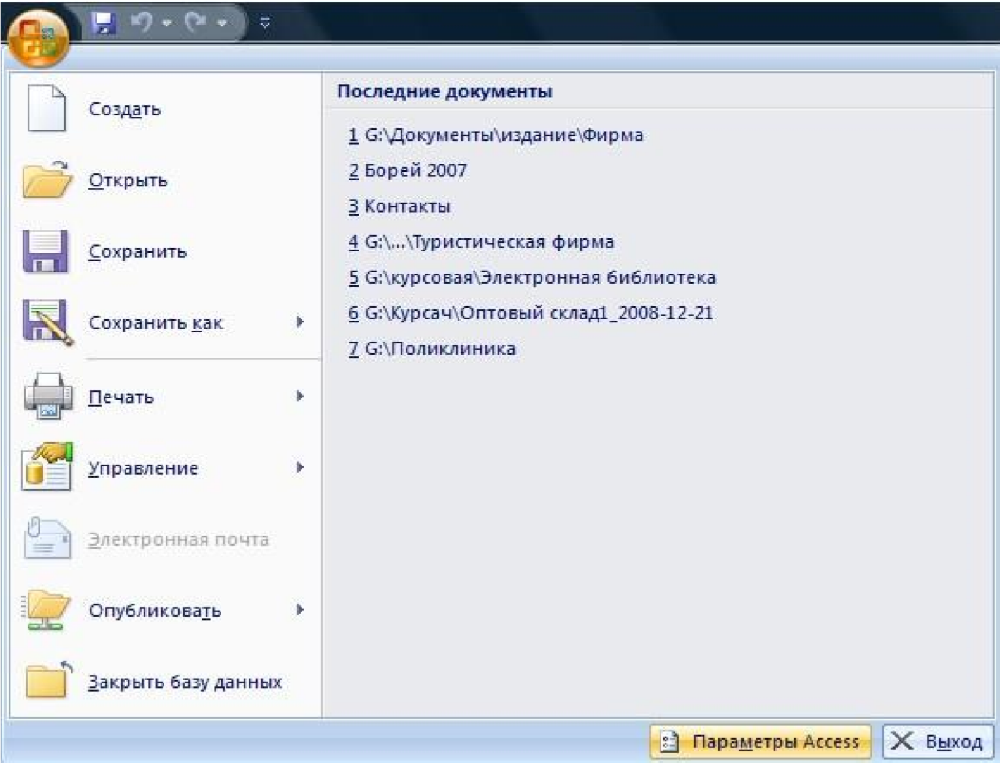 Создать
Открыть
Сохранить
Сохранить как
Печать
Управление
Электронная почта
Опубликовать
Закрыть базу данных
Последние документы
1 G:\Документы\издание\Фирма
2 Борей 2007
3 Контакты
4 G:\...\Туристическая фирма
5 G:\курсовая\Электронная библиотека
6 G:\Курсач\Оптовый склад1_2008-12-21
7 G:\Поликлиника
Параметры Access
Выход